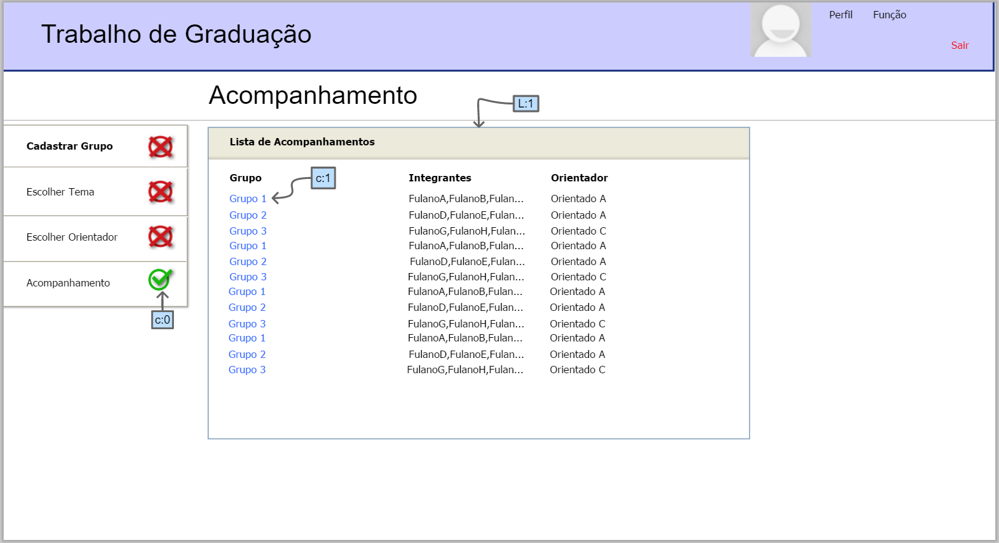 Trabalho de Graduação
Perfil Função
Sair
Acompanhamento
L:1
Cadastrar Grupo
Escolher Tema
Escolher Orientador
Acompanhamento
c:0
Lista de Acompanhamentos
c:1
Grupo Integrantes Orientador
Grupo 1 FulanoA,FulanoB,Fulan... Orientado A
Grupo 2 FulanoD,FulanoE,Fulan... Orientado A
Grupo 3 FulanoG,FulanoH,Fulan... Orientado C
Grupo 1 FulanoA,FulanoB,Fulan... Orientado A
Grupo 2 FulanoD,FulanoE,Fulan... Orientado A
Grupo 3 FulanoG,FulanoH,Fulan... Orientado C
Grupo 1 FulanoA,FulanoB,Fulan... Orientado A
Grupo 2 FulanoD,FulanoE,Fulan... Orientado A
Grupo 3 FulanoG,FulanoH,Fulan... Orientado C
Grupo 1 FulanoA,FulanoB,Fulan... Orientado A
Grupo 2 FulanoD,FulanoE,Fulan... Orientado A
Grupo 3 FulanoG,FulanoH,Fulan... Orientado C